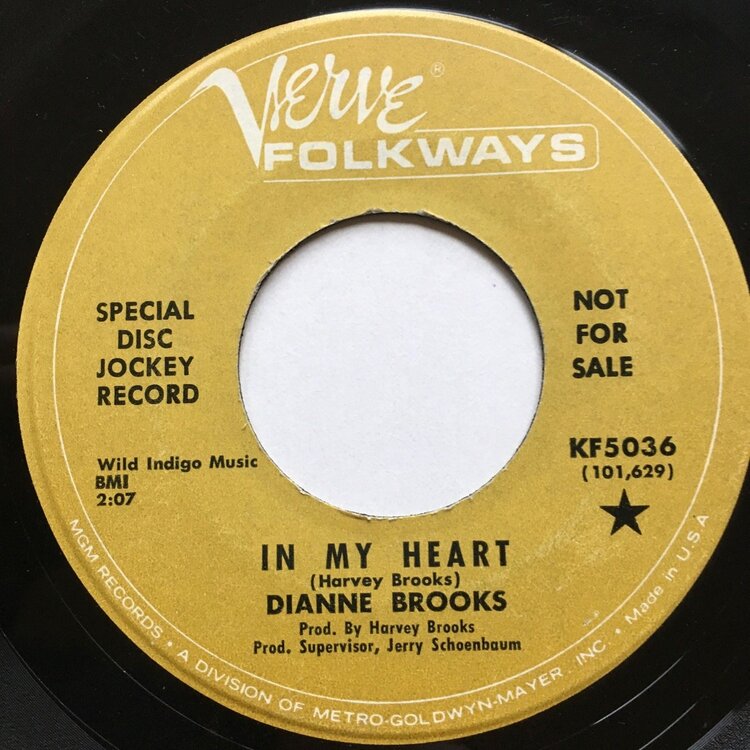 Verve ®
FOLKWAYS
SPECIAL
DISC
JOCKEY
RECORD
NOT
FOR
SALE
Wild Indigo Music
BMI
2:07
KF5036
(101,629)
IN MY HEART
(Harvey Brooks)
DIANNE BROOKS
Prod. By Harvey Brooks
Prod. Supervisor, Jerry Schoenbaum
MGM RECORDS • A DIVISION OF METRO-GOLDWYN-MAYER, INC. • Made in U.S.A